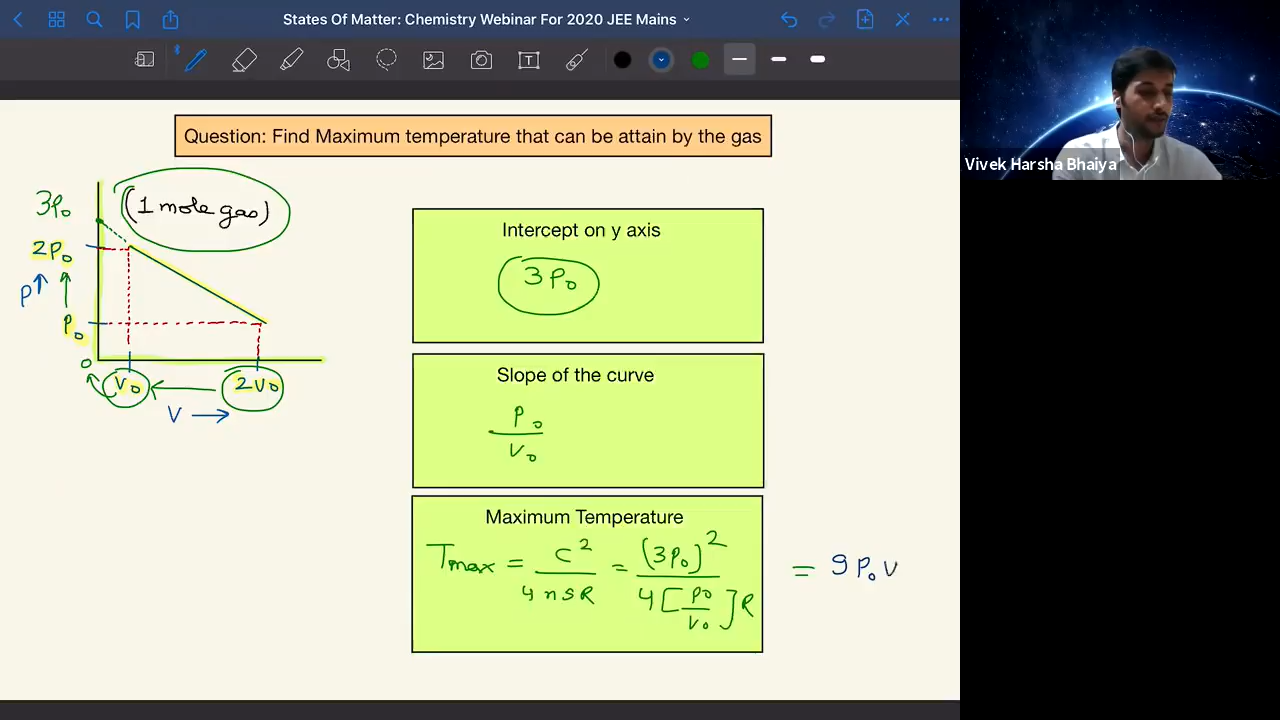 States Of Matter: Chemistry Webinar For 2020 JEE Mains
T
Vivek Harsha Bhaiya
Question: Find Maximum temperature that can be attain by the gas
3P₀
(1 mole gas)
2P₀
P↑
P₀
0
V₀ ← 2V₀
V →
Intercept on y axis
3P₀
Slope of the curve
P₀
V₀
Maximum Temperature
Tmax = C² / 4nSR = (3P₀)² / 4[P₀/V₀]R = 9P₀V